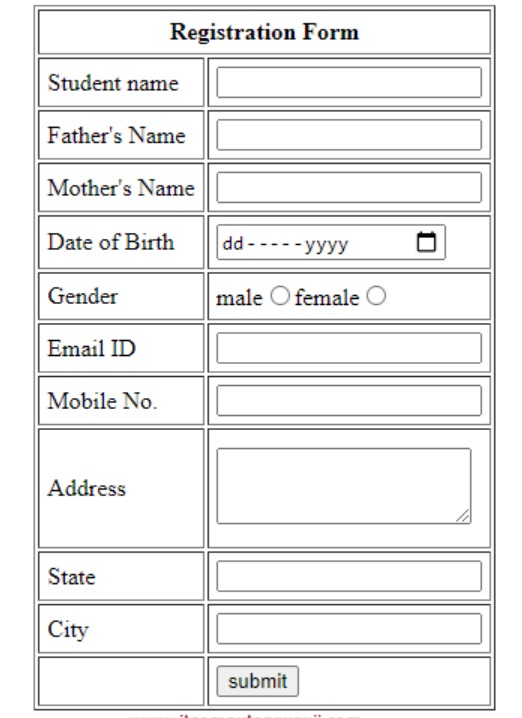 Registration Form
Student name
Father's Name
Mother's Name
Date of Birth dd-----yyyy
Gender male female
Email ID
Mobile No.
Address
State
City
submit